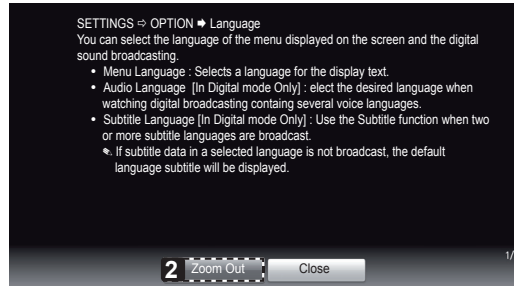 SETTINGS ⇨ OPTION ➡ Language
You can select the language of the menu displayed on the screen and the digital
sound broadcasting.
• Menu Language : Selects a language for the display text.
• Audio Language [In Digital mode Only] : elect the desired language when
watching digital broadcasting containg several voice languages.
• Subtitle Language [In Digital mode Only] : Use the Subtitle function when two
or more subtitle languages are broadcast.
If subtitle data in a selected language is not broadcast, the default
language subtitle will be displayed.
1/
2 Zoom Out Close